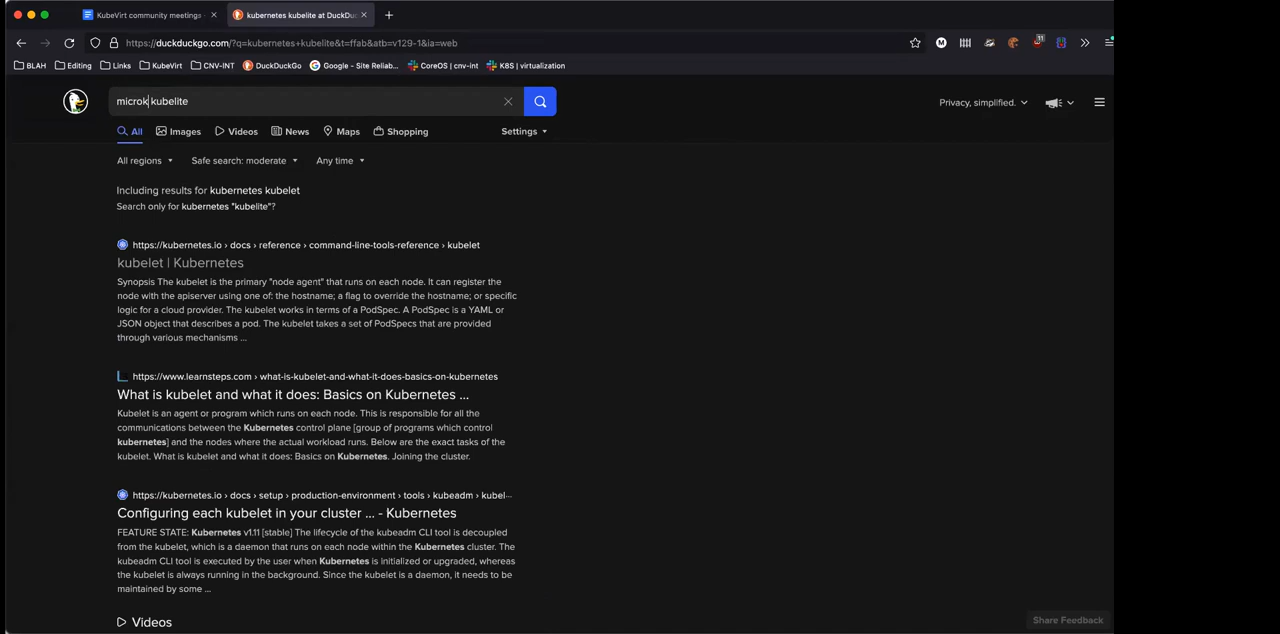 KubeVirt community meetings -
kubernetes kubelite at DuckDuc
https://duckduckgo.com/?q=kubernetes+kubelite&t=ffab&atb=v129-1&ia=web
11
BLAH Editing Links KubeVirt CNV-INT DuckDuckGo Google - Site Reliab... CoreOS | cnv-int K8S | virtualization
microk kubelite
Privacy, simplified.
All Images Videos News Maps Shopping Settings
All regions Safe search: moderate Any time
Including results for kubernetes kubelet
Search only for kubernetes "kubelite"?
https://kubernetes.io › docs › reference › command-line-tools-reference › kubelet
kubelet | Kubernetes
Synopsis The kubelet is the primary "node agent" that runs on each node. It can register the
node with the apiserver using one of: the hostname; a flag to override the hostname; or specific
logic for a cloud provider. The kubelet works in terms of a PodSpec. A PodSpec is a YAML or
JSON object that describes a pod. The kubelet takes a set of PodSpecs that are provided
through various mechanisms ...
https://www.learnsteps.com › what-is-kubelet-and-what-it-does-basics-on-kubernetes
What is kubelet and what it does: Basics on Kubernetes ...
Kubelet is an agent or program which runs on each node. This is responsible for all the
communications between the Kubernetes control plane [group of programs which control
kubernetes] and the nodes where the actual workload runs. Below are the exact tasks of the
kubelet. What is kubelet and what it does: Basics on Kubernetes. Joining the cluster.
https://kubernetes.io › docs › setup › production-environment › tools › kubeadm › kubel...
Configuring each kubelet in your cluster ... - Kubernetes
FEATURE STATE: Kubernetes v1.11 [stable] The lifecycle of the kubeadm CLI tool is decoupled
from the kubelet, which is a daemon that runs on each node within the Kubernetes cluster. The
kubeadm CLI tool is executed by the user when Kubernetes is initialized or upgraded, whereas
the kubelet is always running in the background. Since the kubelet is a daemon, it needs to be
maintained by some ...
Videos
Share Feedback